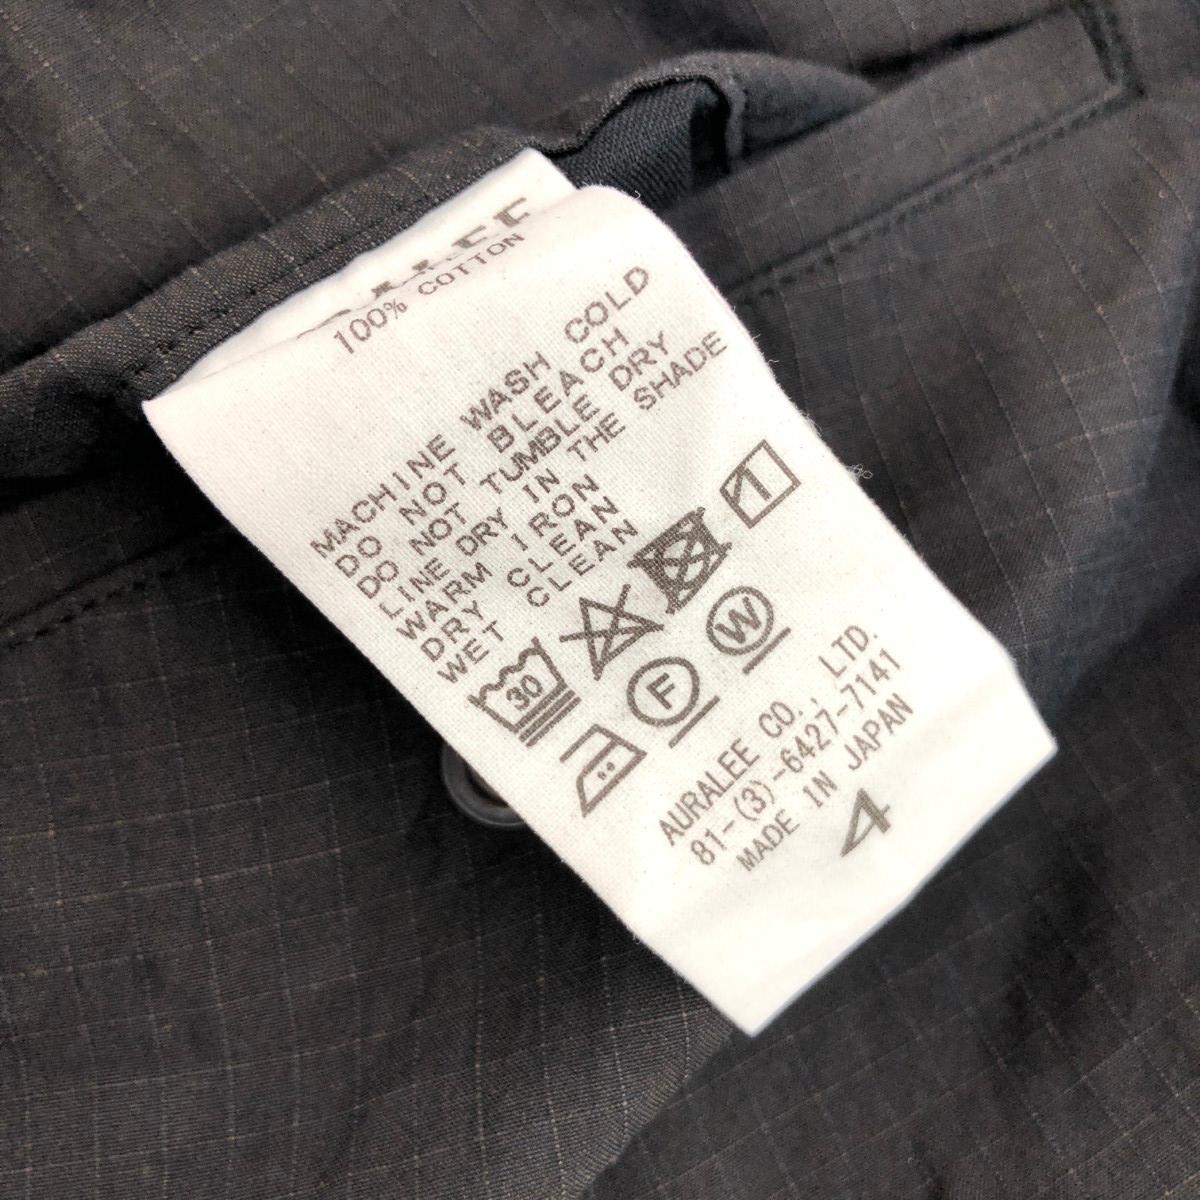 100% COTTON
MACHINE WASH COLD
DO NOT BLEACH
DO NOT TUMBLE DRY
LINE DRY IN THE SHADE
WARM IRON
DRY CLEAN
WET CLEAN
30
F
W
AURALEE CO., LTD.
81-(3)-6427-7141
MADE IN JAPAN
4